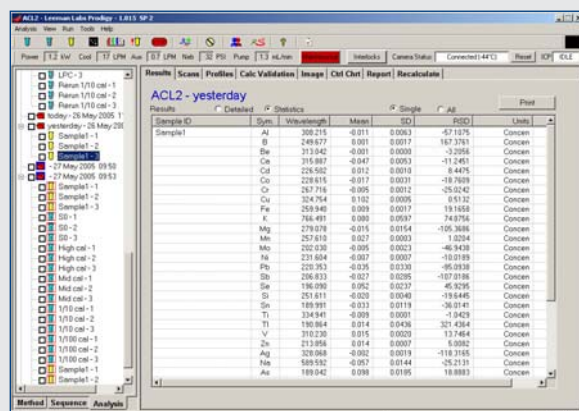 ACL2 - Leeman Labs Prodigy - 1.015 SP 2
Analysis View Run Tools Help
Power 1.2 kW Cool 17 LPM Aux 0.7 LPM Neb 32 PSI Pump 1.3 mL/min Interlocks Camera Status Connected (-44°C) Reset ICP IDLE
LPC - 3
Rerun 1/10 cal - 1
Rerun 1/10 cal - 2
Rerun 1/10 cal - 3
today - 26 May 2005
yesterday - 26 May 200
Sample1 - 1
Sample1 - 2
Sample1 - 3
- 27 May 2005 09:50
- 27 May 2005 09:53
Sample1 - 1
Sample1 - 2
Sample1 - 3
S0 - 1
S0 - 2
S0 - 3
High cal - 1
High cal - 2
High cal - 3
Mid cal - 1
Mid cal - 2
Mid cal - 3
1/10 cal - 1
1/10 cal - 2
1/10 cal - 3
1/100 cal - 1
1/100 cal - 2
1/100 cal - 3
Sample1 - 1
Sample1 - 2
Method Sequence Analysis
Results Scans Profiles Calc Validation Image Ctrl Chrt Report Recalculate
ACL2 - yesterday
Results Detailed Statistics Single All Print
Sample ID Sym. Wavelength Mean SD RSD Units
Sample1 Al 308.215 -0.011 0.0063 -57.1075 Concen
B 249.677 0.001 0.0017 167.3761 Concen
Be 313.042 -0.001 0.0000 -3.2056 Concen
Ca 315.887 -0.047 0.0053 -11.2451 Concen
Cd 226.502 0.012 0.0010 8.4475 Concen
Co 228.615 -0.017 0.0031 -18.7609 Concen
Cr 267.716 -0.005 0.0012 -25.0242 Concen
Cu 324.754 0.102 0.0005 0.5132 Concen
Fe 259.940 0.009 0.0017 19.1658 Concen
K 766.491 0.080 0.0597 74.0756 Concen
Mg 279.078 -0.015 0.0154 -105.3686 Concen
Mn 257.610 0.027 0.0003 1.0204 Concen
Mo 202.030 -0.005 0.0023 -46.9438 Concen
Ni 231.604 -0.007 0.0007 -10.0189 Concen
Pb 220.353 -0.035 0.0330 -95.0938 Concen
Sb 206.833 -0.027 0.0285 -107.0186 Concen
Se 196.090 0.052 0.0237 45.9295 Concen
Si 251.611 -0.020 0.0040 -19.6445 Concen
Sn 189.991 -0.033 0.0119 -36.0141 Concen
Ti 334.941 -0.009 0.0001 -1.0429 Concen
Tl 190.864 0.014 0.0436 321.4364 Concen
V 310.230 0.015 0.0020 13.7464 Concen
Zn 213.856 0.014 0.0007 5.0082 Concen
Ag 328.068 -0.002 0.0019 -118.3165 Concen
Na 589.592 -0.057 0.0144 -25.2131 Concen
As 189.042 0.098 0.0185 18.8883 Concen